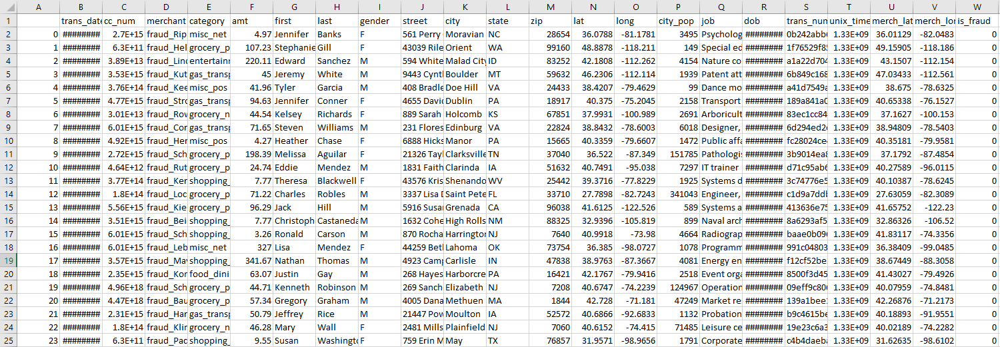 A B C D E F G H I J K L M N O P Q R S T U V W
1 trans_date cc_num merchant category amt first last gender street city state zip lat long city_pop job dob trans_num unix_time merch_lat merch_lon is_fraud
2 0 ######## 2.7E+15 fraud_Rip misc_net 4.97 Jennifer Banks F 561 Perry Moravian NC 28654 36.0788 -81.1781 3495 Psycholog ######## 0b242abb 1.33E+09 36.01129 -82.0483 0
3 1 ######## 6.3E+11 fraud_Hel grocery_p 107.23 Stephanie Gill F 43039 Rile Orient WA 99160 48.8878 -118.211 149 Special ed ######## 1f76529f8 1.33E+09 49.15905 -118.186 0
4 2 ######## 3.89E+13 fraud_Lin entertain 220.11 Edward Sanchez M 594 White Malad City ID 83252 42.1808 -112.262 4154 Nature co ######## a1a22d704 1.33E+09 43.1507 -112.154 0
5 3 ######## 3.53E+15 fraud_Kut gas_trans 45 Jeremy White M 9443 Cynt Boulder MT 59632 46.2306 -112.114 1939 Patent att ######## 6b849c168 1.33E+09 47.03433 -112.561 0
6 4 ######## 3.76E+14 fraud_Kee misc_pos 41.96 Tyler Garcia M 408 Bradle Doe Hill VA 24433 38.4207 -79.4629 99 Dance mo ######## a41d7549a 1.33E+09 38.675 -78.6325 0
7 5 ######## 4.77E+15 fraud_Stro gas_trans 94.63 Jennifer Conner F 4655 Davi Dublin PA 18917 40.375 -75.2045 2158 Transport ######## 189a841a0 1.33E+09 40.65338 -76.1527 0
8 6 ######## 3.01E+13 fraud_Rov grocery_n 44.54 Kelsey Richards F 889 Sarah Holcomb KS 67851 37.9931 -100.989 2691 Arboricult ######## 83ec1cc84 1.33E+09 37.1627 -100.153 0
9 7 ######## 6.01E+15 fraud_Cor gas_trans 71.65 Steven Williams M 231 Flores Edinburg VA 22824 38.8432 -78.6003 6018 Designer, ######## 6d294ed2 1.33E+09 38.94809 -78.5403 0
10 8 ######## 4.92E+15 fraud_Her misc_pos 4.27 Heather Chase F 6888 Hicks Manor PA 15665 40.3359 -79.6607 1472 Public affa ######## fc28024ce 1.33E+09 40.35181 -79.9581 0
11 9 ######## 2.72E+15 fraud_Sch grocery_p 198.39 Melissa Aguilar F 21326 Tayl Clarksville TN 37040 36.522 -87.349 151785 Pathologi ######## 3b9014ea8 1.33E+09 37.1792 -87.4854 0
12 10 ######## 4.64E+12 fraud_Rut grocery_p 24.74 Eddie Mendez M 1831 Faith Clarinda IA 51632 40.7491 -95.038 7297 IT trainer ######## d71c95ab6 1.33E+09 40.27589 -96.0115 0
13 11 ######## 3.77E+14 fraud_Ker shopping_ 7.77 Theresa Blackwell F 43576 Kris Shenando WV 25442 39.3716 -77.8229 1925 Systems d ######## 3c74776e5 1.33E+09 40.10387 -78.6245 0
14 12 ######## 1.8E+14 fraud_Loc grocery_p 71.22 Charles Robles M 3337 Lisa Saint Pete FL 33710 27.7898 -82.7243 341043 Engineer, ######## c1d9a7dd 1.33E+09 27.63059 -82.3089 0
15 13 ######## 5.56E+15 fraud_Kie grocery_p 96.29 Jack Hill M 5916 Susa Grenada CA 96038 41.6125 -122.526 589 Systems a ######## 413636e75 1.33E+09 41.65752 -122.23 0
16 14 ######## 3.51E+15 fraud_Bei shopping_ 7.77 Christoph Castaneda M 1632 Cohe High Rolls NM 88325 32.9396 -105.819 899 Naval arch ######## 8a6293af5 1.33E+09 32.86326 -106.52 0
17 15 ######## 6.01E+15 fraud_Sch shopping_ 3.26 Ronald Carson M 870 Rocha Harrington NJ 7640 40.9918 -73.98 4664 Radiograp ######## baae0b09 1.33E+09 41.83117 -74.3356 0
18 16 ######## 6.01E+15 fraud_Leb misc_net 327 Lisa Mendez F 44259 Beth Lahoma OK 73754 36.385 -98.0727 1078 Programm ######## 991c04803 1.33E+09 36.38409 -99.0485 0
19 17 ######## 3.57E+15 fraud_May shopping_ 341.67 Nathan Thomas M 4923 Cam Carlisle IN 47838 38.9763 -87.3667 4081 Energy en ######## f12cf52be 1.33E+09 38.67449 -88.3058 0
20 18 ######## 2.35E+15 fraud_Kor food_dini 63.07 Justin Gay M 268 Hayes Harborcre PA 16421 42.1767 -79.9416 2518 Event orga ######## 8500f3d45 1.33E+09 41.43027 -79.4926 0
21 19 ######## 4.96E+18 fraud_Sch grocery_p 44.71 Kenneth Robinson M 269 Sanch Elizabeth NJ 7208 40.6747 -74.2239 124967 Operation ######## 09eff9c80 1.33E+09 40.07959 -74.8481 0
22 20 ######## 4.47E+18 fraud_Bau grocery_p 57.34 Gregory Graham M 4005 Dana Methuen MA 1844 42.728 -71.181 47249 Market re ######## 139a1bee 1.33E+09 42.26876 -71.2173 0
23 21 ######## 2.31E+15 fraud_Har gas_trans 50.79 Jeffrey Rice M 21447 Pow Moulton IA 52572 40.6866 -92.6833 1132 Probation ######## b9c4615be 1.33E+09 40.18893 -91.9551 0
24 22 ######## 1.8E+14 fraud_Klin grocery_n 46.28 Mary Wall F 2481 Mills Plainfield NJ 7060 40.6152 -74.415 71485 Leisure ce ######## 19e23c6a3 1.33E+09 40.02189 -74.2282 0
25 23 ######## 6.3E+11 fraud_Pac shopping_ 9.55 Susan Washingt F 759 Erin M May TX 76857 31.9571 -98.9656 1791 Corporate ######## c4b4daeb 1.33E+09 31.62635 -98.6102 0